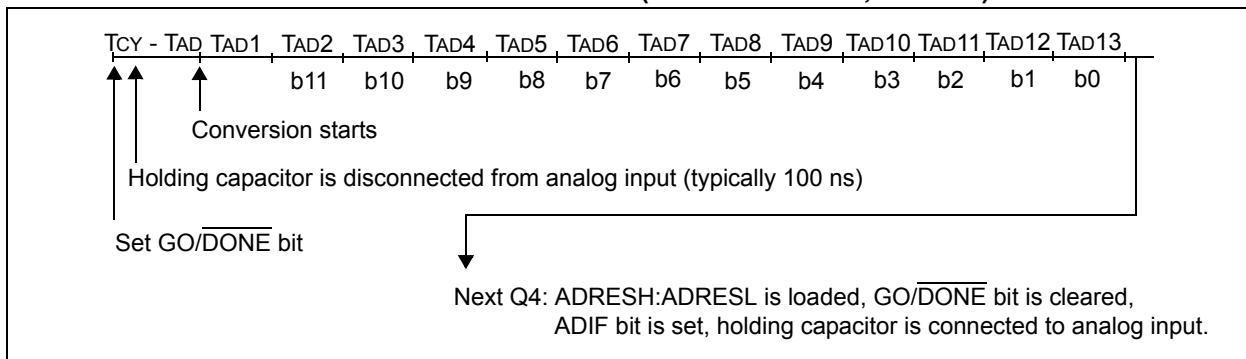 TCY - TAD TAD1 TAD2 TAD3 TAD4 TAD5 TAD6 TAD7 TAD8 TAD9 TAD10 TAD11 TAD12 TAD13
b11 b10 b9 b8 b7 b6 b5 b4 b3 b2 b1 b0
Conversion starts
Holding capacitor is disconnected from analog input (typically 100 ns)
Set GO/DONE bit
Next Q4: ADRESH:ADRESL is loaded, GO/DONE bit is cleared,
ADIF bit is set, holding capacitor is connected to analog input.